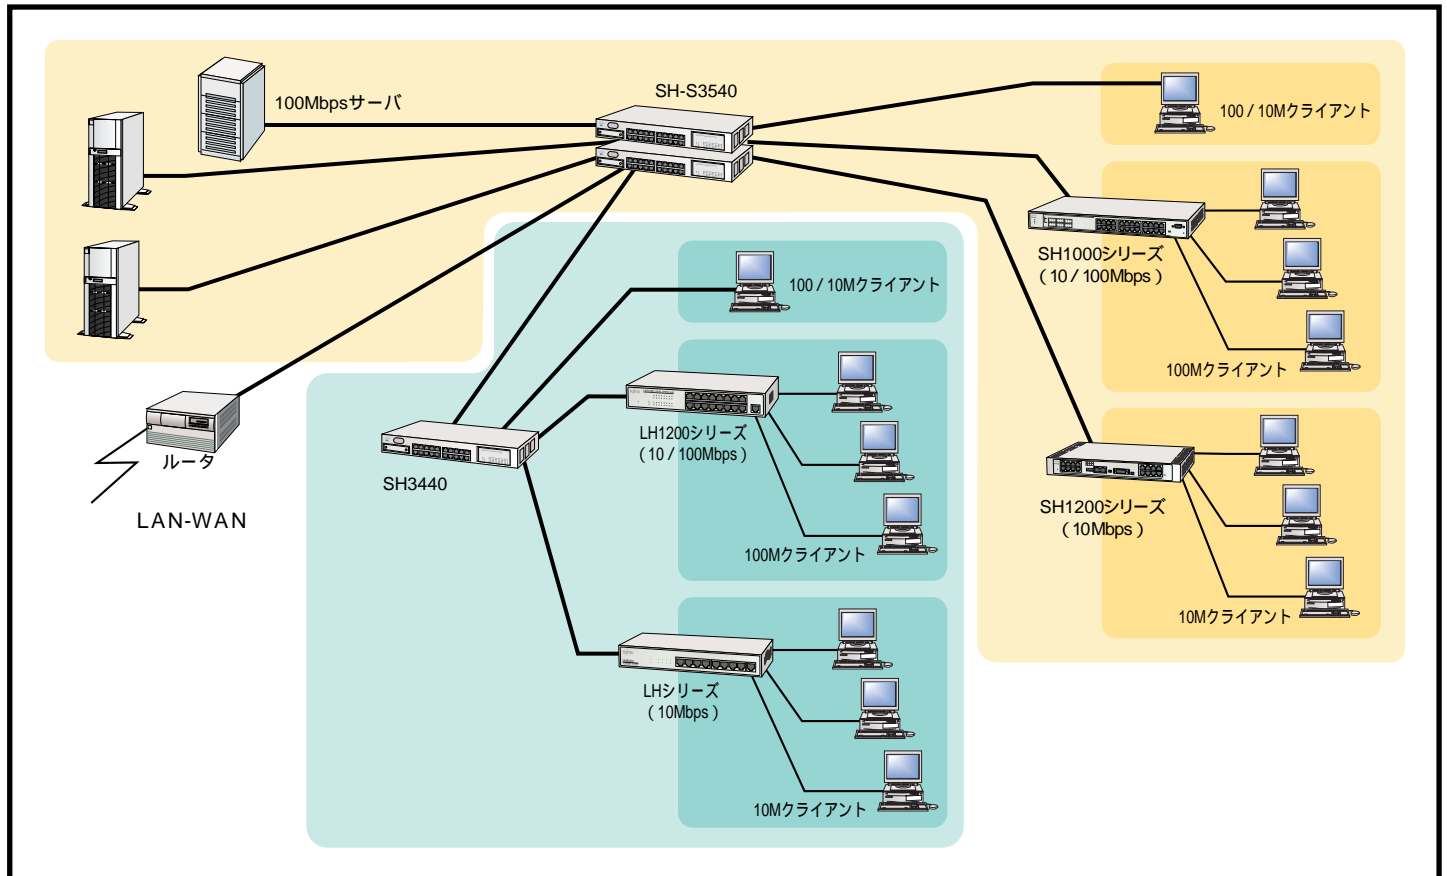 SH-S3540
100Mbpsサーバ
100 / 10Mクライアント
SH1000シリーズ
( 10 / 100Mbps )
100 / 10Mクライアント
100Mクライアント
LH1200シリーズ
( 10 / 100Mbps )
ルータ
SH3440
LAN-WAN
SH1200シリーズ
( 10Mbps )
100Mクライアント
10Mクライアント
LHシリーズ
( 10Mbps )
10Mクライアント